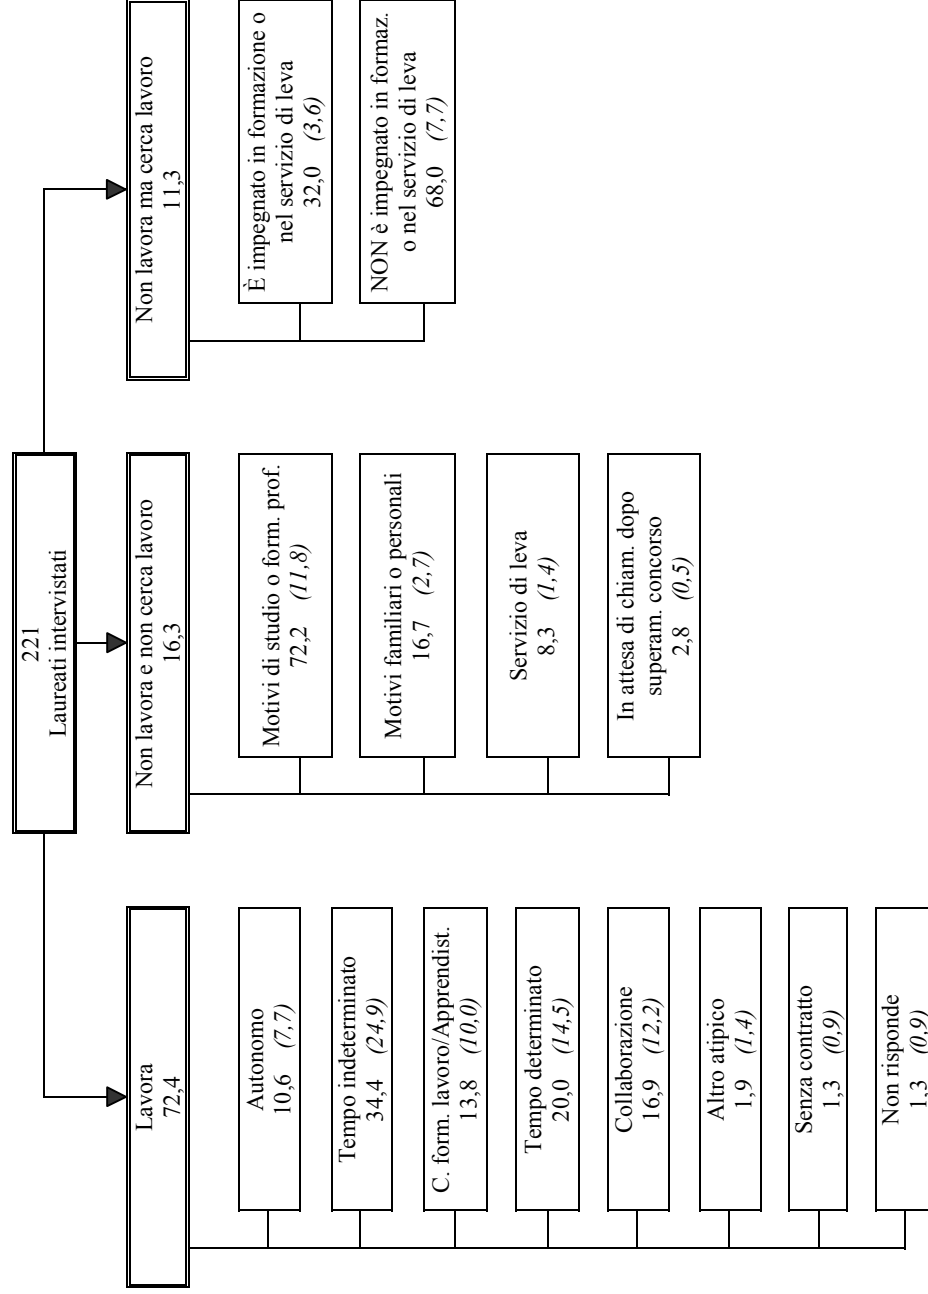 221
Laureati intervistati
Lavora
72,4
Autonomo
10,6 (7,7)
Tempo indeterminato
34,4 (24,9)
C. form. lavoro/Apprendist.
13,8 (10,0)
Tempo determinato
20,0 (14,5)
Collaborazione
16,9 (12,2)
Altro atipico
1,9 (1,4)
Senza contratto
1,3 (0,9)
Non risponde
1,3 (0,9)
Non lavora e non cerca lavoro
16,3
Motivi di studio o form. prof.
72,2 (11,8)
Motivi familiari o personali
16,7 (2,7)
Servizio di leva
8,3 (1,4)
In attesa di chiam. dopo
superam. concorso
2,8 (0,5)
Non lavora ma cerca lavoro
11,3
È impegnato in formazione o
nel servizio di leva
32,0 (3,6)
NON è impegnato in formaz.
o nel servizio di leva
68,0 (7,7)